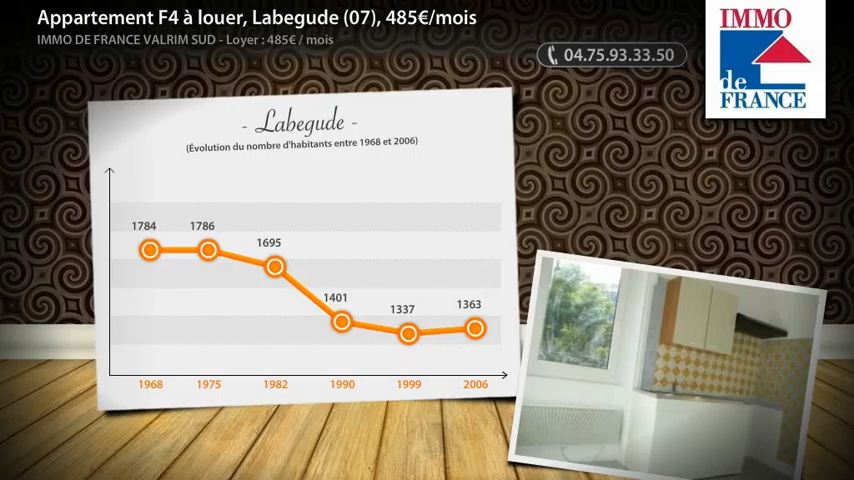 Appartement F4 à louer, Labegude (07), 485€/mois
IMMO DE FRANCE VALRIM SUD - Loyer : 485€ / mois
04.75.93.33.50
IMMO
de
FRANCE
- Labegude -
(Évolution du nombre d'habitants entre 1968 et 2006)
1784
1786
1695
1401
1337
1363
1968 1975 1982 1990 1999 2006